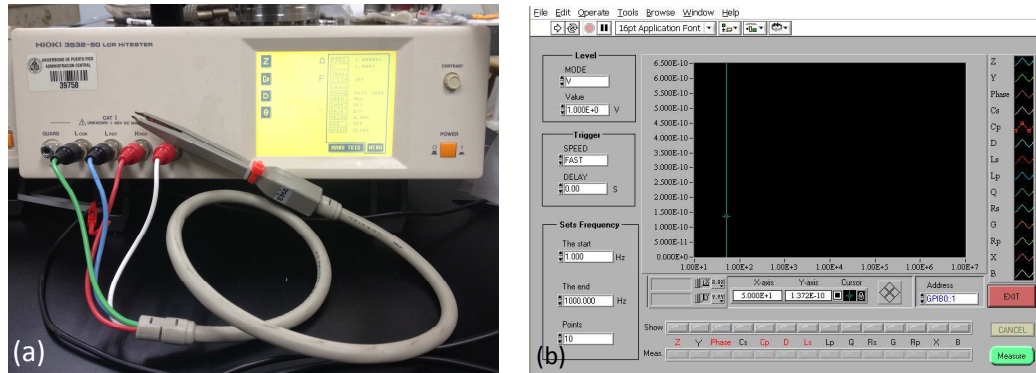 HIOKI 3532-50 LCR HiTESTER
UNIVERSIDAD DE PUERTO RICO
ADMINISTRACION CENTRAL
39758
CONTRAST
CAT I
GUARD
LCUR
LPOT
HPOT
POWER
Z Ω
Cp F
D
θ
MENU
(a)
File Edit Operate Tools Browse Window Help
16pt Application Font
Level
MODE
V
Value
1.000E+0 V
Trigger
SPEED
FAST
DELAY
0.00 S
Sets Frequency
The start
1.000 Hz
The end
1000.000 Hz
Points
10
6.500E-10
6.000E-10
5.500E-10
5.000E-10
4.500E-10
4.000E-10
3.500E-10
3.000E-10
2.500E-10
2.000E-10
1.500E-10
1.000E-10
5.000E-11
0.000E+0
1.00E+1 1.00E+2 1.00E+3 1.00E+4 1.00E+5 1.00E+6 1.00E+7
Z
Y
Phase
Cs
Cp
D
Ls
Lp
Q
Rs
G
Rp
X
B
X-axis Y-axis Cursor
5.000E+1 1.372E-10
Address
GPIB0::1
EXIT
Show
Z Y Phase Cs Cp D Ls Lp Q Rs G Rp X B
Meas.
CANCEL
Measure
(b)